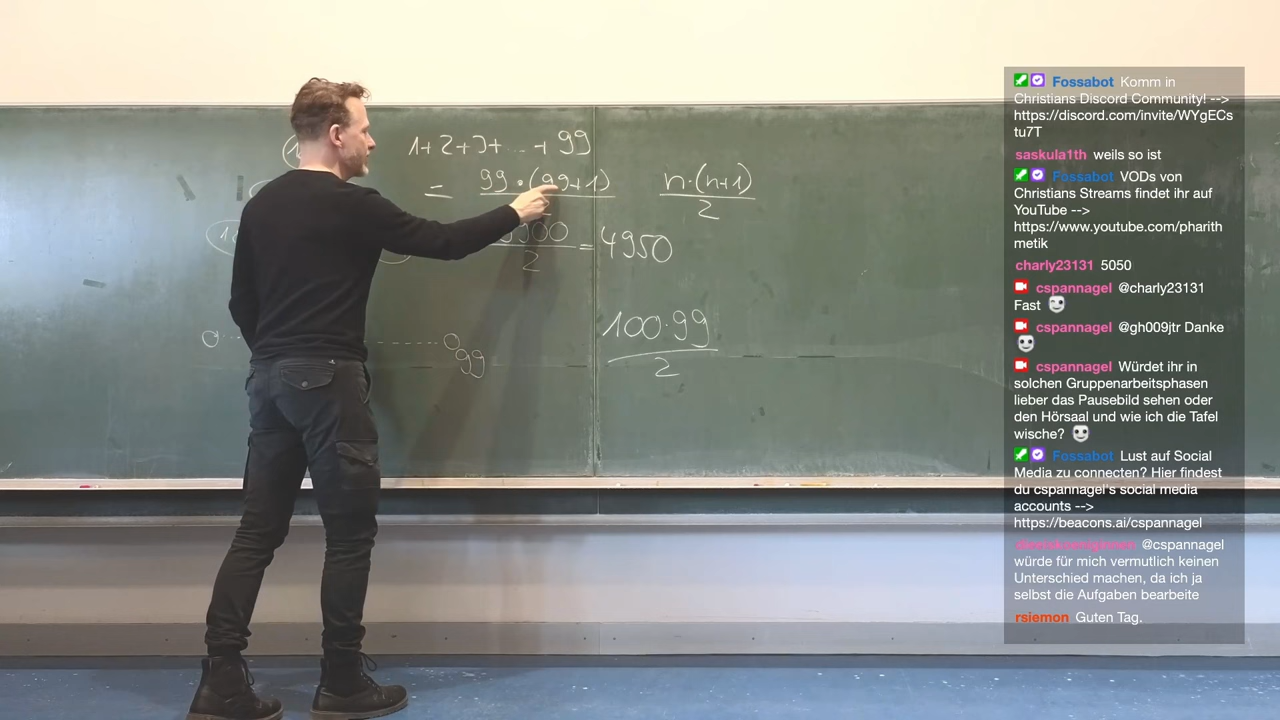 1+2+3+...+99
= 99·(99+1)
n·(n+1)
2
9900
2
=4950
99
100·99
2
Fossabot Komm in
Christians Discord Community! -->
https://discord.com/invite/WYgECs
tu7T
saskula1th weils so ist
Fossabot VODs von
Christians Streams findet ihr auf
YouTube -->
https://www.youtube.com/pharith
metik
charly23131 5050
cspannagel @charly23131
Fast
cspannagel @gh009jtr Danke
cspannagel Würdet ihr in
solchen Gruppenarbeitsphasen
lieber das Pausebild sehen oder
den Hörsaal und wie ich die Tafel
wische?
Fossabot Lust auf Social
Media zu connecten? Hier findest
du cspannagel's social media
accounts -->
https://beacons.ai/cspannagel
@cspannagel
würde für mich vermutlich keinen
Unterschied machen, da ich ja
selbst die Aufgaben bearbeite
rsiemon Guten Tag.